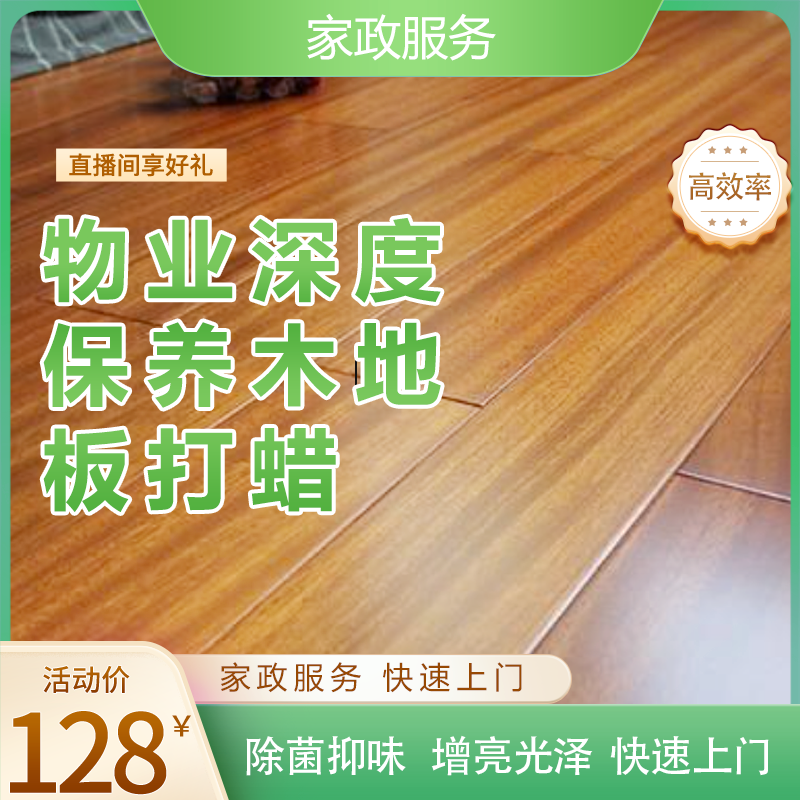 家政服务
直播间享好礼
高效率
物业深度
保养木地
板打蜡
活动价
家政服务 快速上门
128¥
除菌抑味 增亮光泽 快速上门